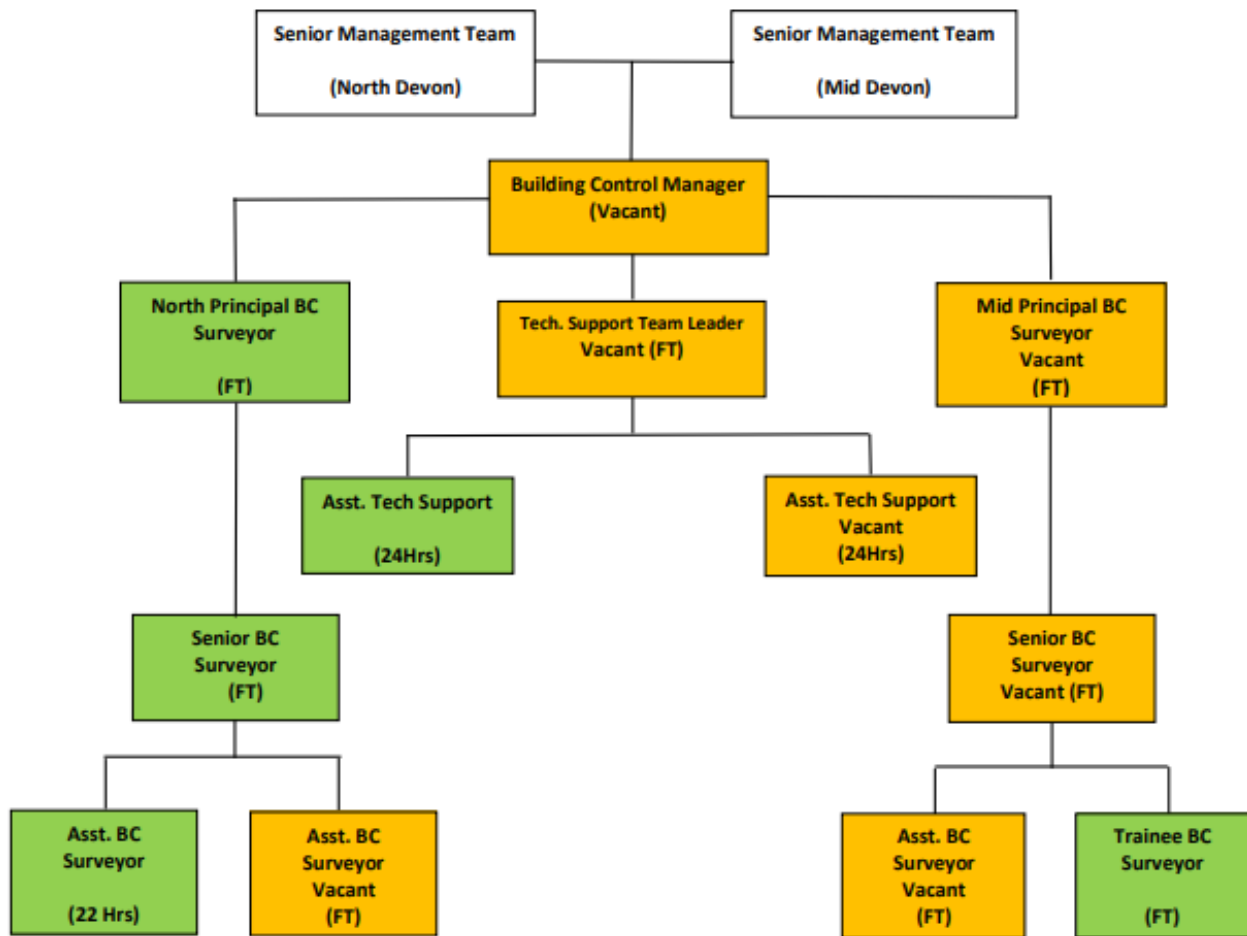 Senior Management Team
(North Devon)
Senior Management Team
(Mid Devon)
Building Control Manager
(Vacant)
North Principal BC
Surveyor
(FT)
Tech. Support Team Leader
Vacant (FT)
Mid Principal BC
Surveyor
Vacant
(FT)
Asst. Tech Support
(24Hrs)
Asst. Tech Support
Vacant
(24Hrs)
Senior BC
Surveyor
(FT)
Senior BC
Surveyor
Vacant (FT)
Asst. BC
Surveyor
(22 Hrs)
Asst. BC
Surveyor
Vacant
(FT)
Asst. BC
Surveyor
Vacant
(FT)
Trainee BC
Surveyor
(FT)